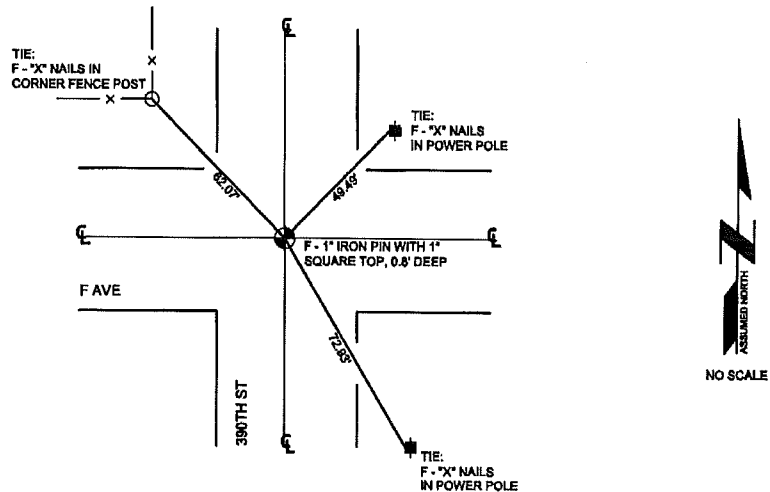 ℄
TIE:
F - "X" NAILS IN
CORNER FENCE POST
TIE:
F - "X" NAILS
IN POWER POLE
62.07'
49.49'
℄
℄
F - 1" IRON PIN WITH 1"
SQUARE TOP, 0.8' DEEP
F AVE
72.93'
390TH ST
℄
TIE:
F - "X" NAILS
IN POWER POLE
ASSUMED NORTH
NO SCALE